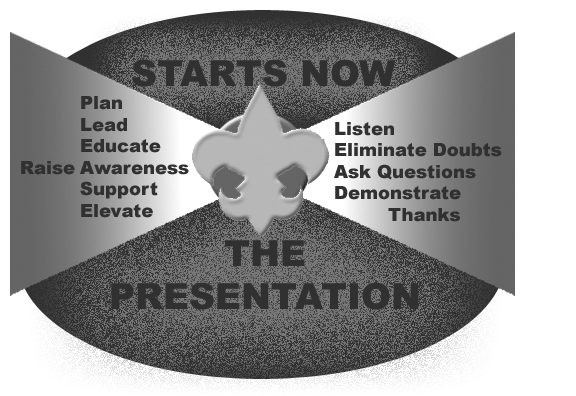 STARTS NOW
Plan
Lead
Educate
Raise Awareness
Support
Elevate
Listen
Eliminate Doubts
Ask Questions
Demonstrate
Thanks
THE
PRESENTATION